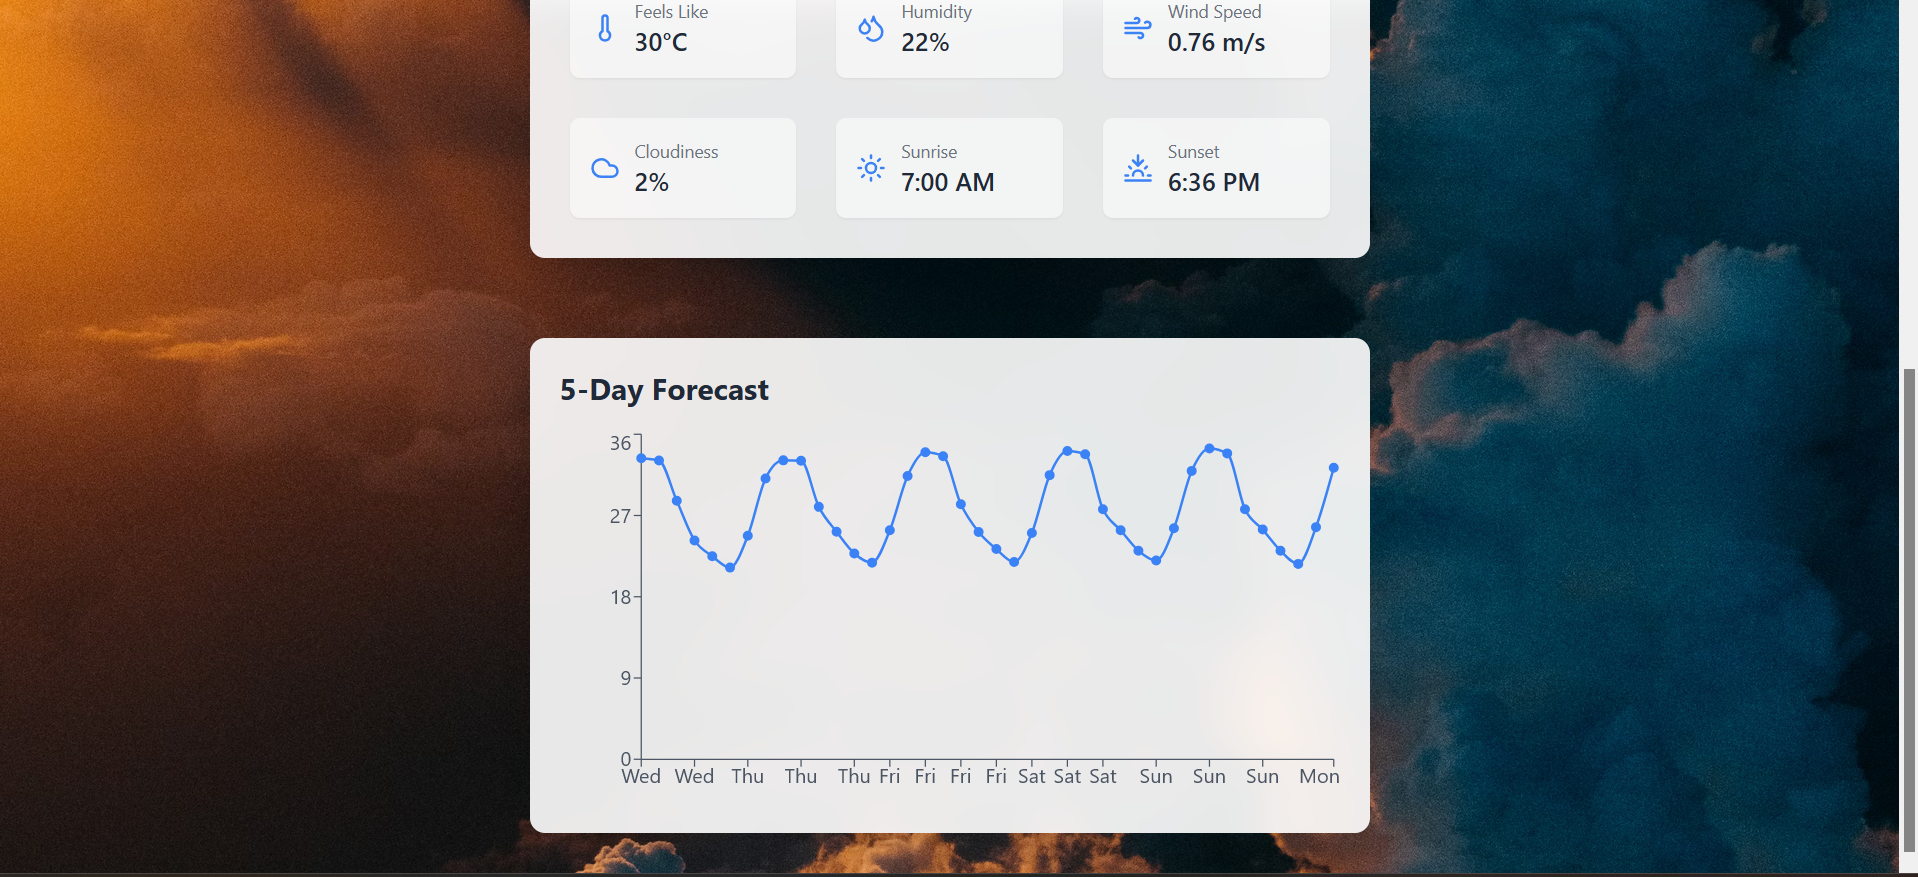 Feels Like Humidity Wind Speed
30°C 22% 0.76 m/s
Cloudiness Sunrise Sunset
2% 7:00 AM 6:36 PM
5-Day Forecast
36
27
18
9
0
Wed Wed Thu Thu Thu Fri Fri Fri Fri Sat Sat Sat Sun Sun Sun Mon